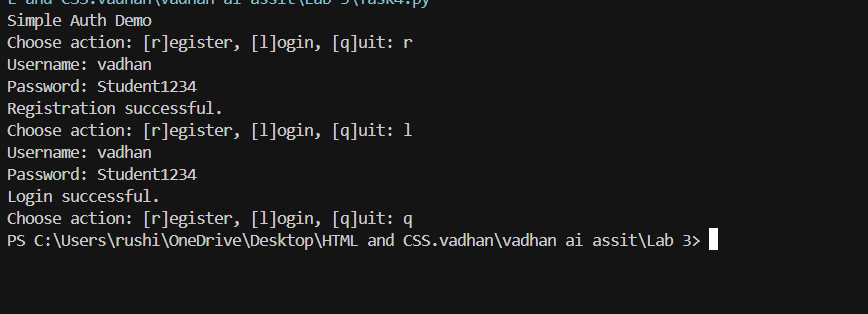 L and CSS.vadhan\vadhan ai assit\Lab 3\Task4.py
Simple Auth Demo
Choose action: [r]egister, [l]ogin, [q]uit: r
Username: vadhan
Password: Student1234
Registration successful.
Choose action: [r]egister, [l]ogin, [q]uit: l
Username: vadhan
Password: Student1234
Login successful.
Choose action: [r]egister, [l]ogin, [q]uit: q
PS C:\Users\rushi\OneDrive\Desktop\HTML and CSS.vadhan\vadhan ai assit\Lab 3>